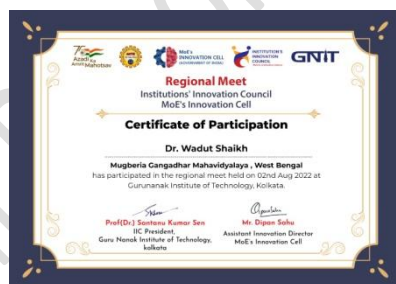 Azadi Ka
Amrit Mahotsav
MoE's
INNOVATION CELL
(GOVERNMENT OF INDIA)
INSTITUTION'S
INNOVATION
COUNCIL
GNIT
Regional Meet
Institutions' Innovation Council
MoE's Innovation Cell
Certificate of Participation
Dr. Wadut Shaikh
Mugberia Gangadhar Mahavidyalaya , West Bengal
has participated in the regional meet held on 02nd Aug 2022 at
Gurunanak Institute of Technology, Kolkata.
Prof(Dr.) Santanu Kumar Sen
IIC President,
Guru Nanak Institute of Technology,
kolkata
Mr. Dipan Sahu
Assistant Innovation Director
MoE's Innovation Cell